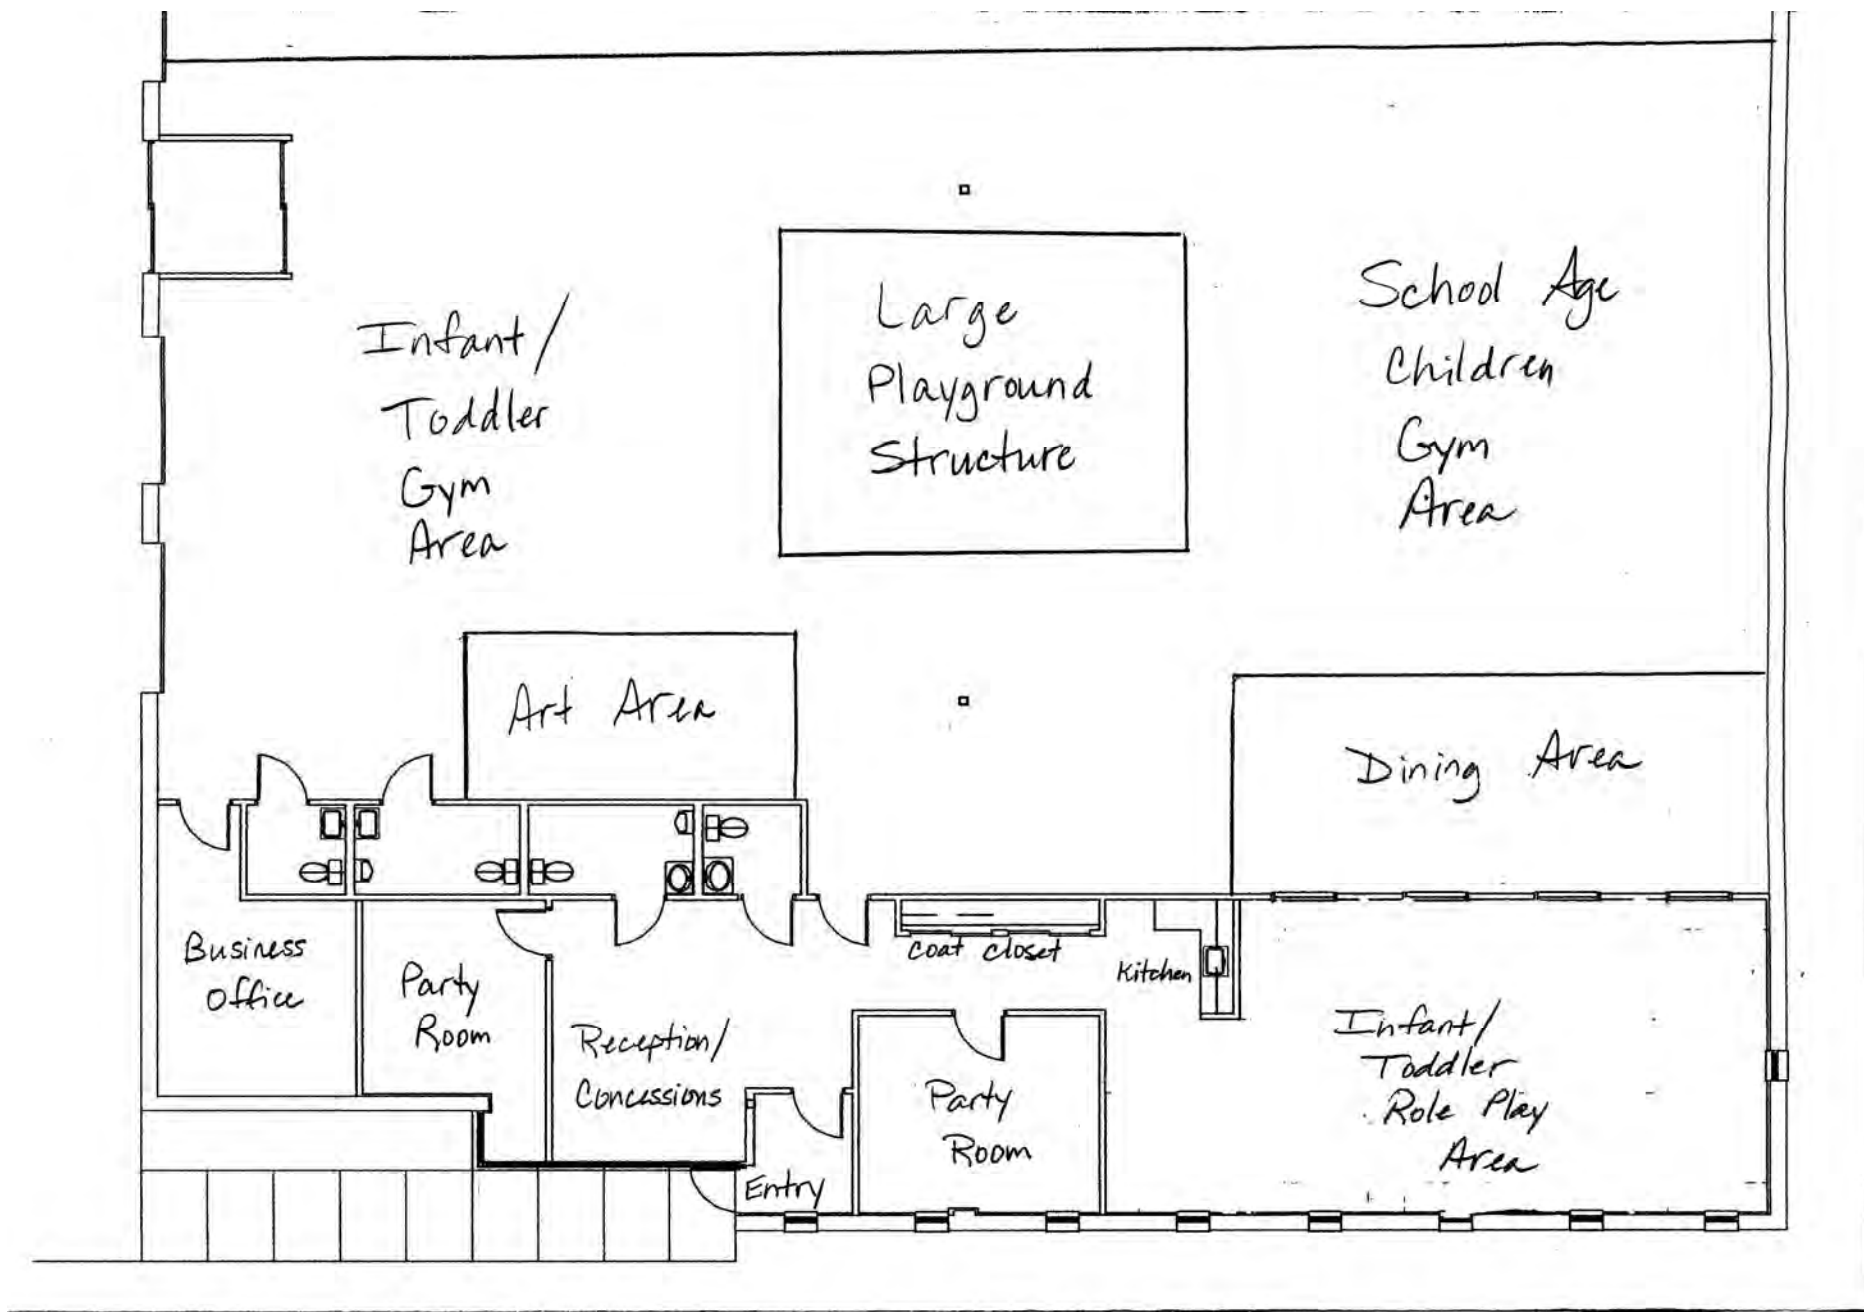 Infant/
Toddler
Gym
Area
Large
Playground
Structure
School Age
Children
Gym
Area
Art Area
Dining Area
Business
Office
Party
Room
Reception/
Concessions
Coat Closet
Kitchen
Entry
Party
Room
Infant/
Toddler
Role Play
Area